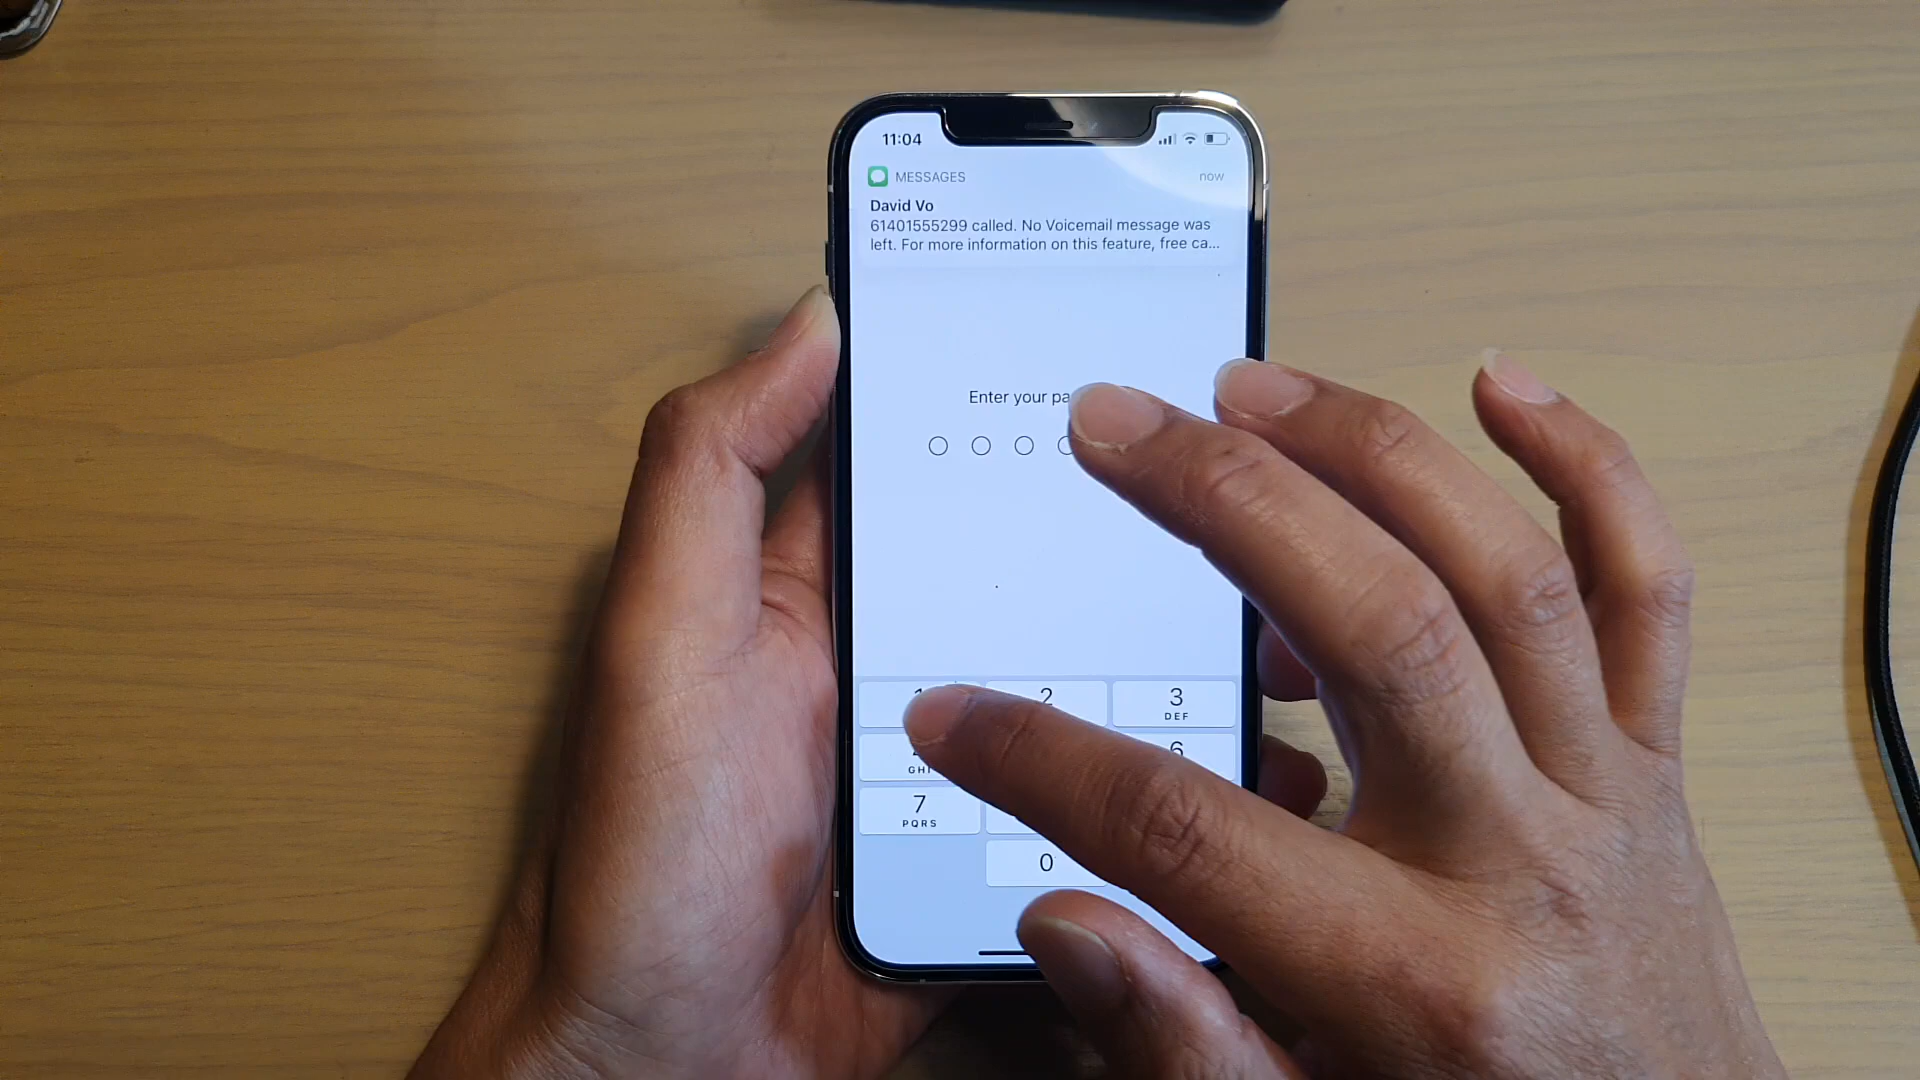 11:04
MESSAGES
now
David Vo
61401555299 called. No Voicemail message was
left. For more information on this feature, free ca...
Enter your
2
3
DEF
6
GHI
7
PQRS
0